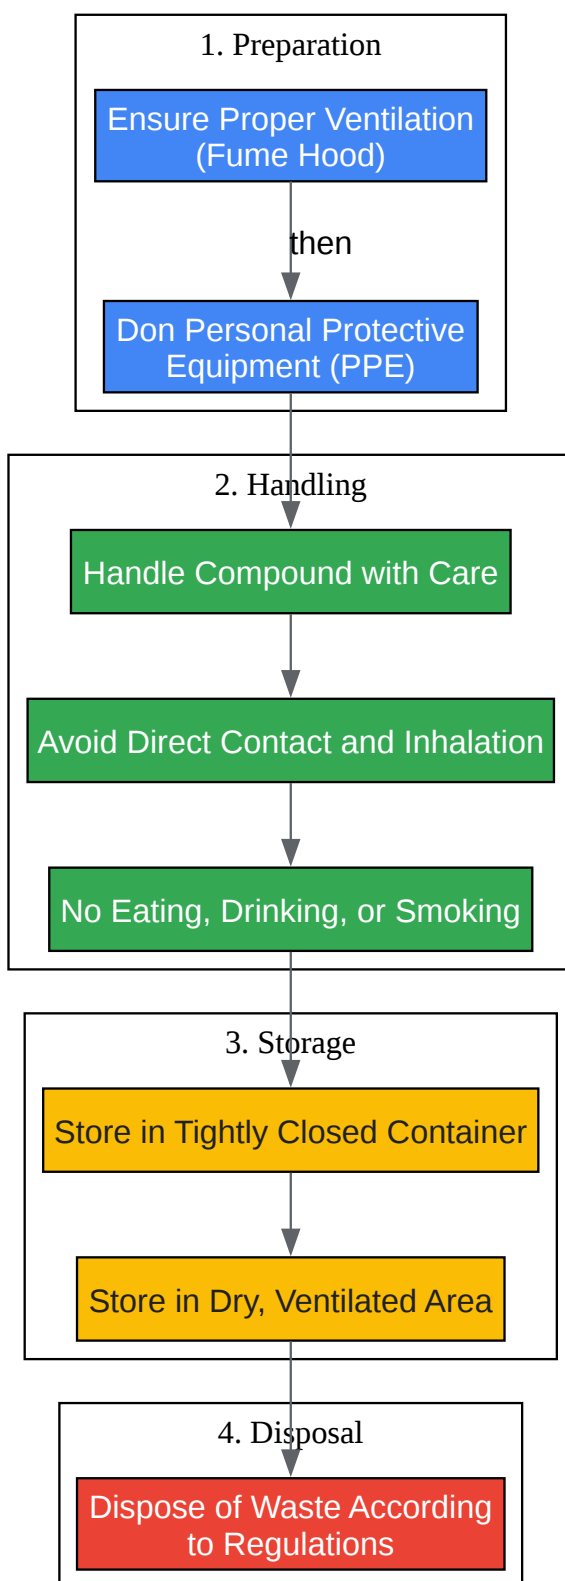 1. Preparation
Ensure Proper Ventilation
(Fume Hood)
then
Don Personal Protective
Equipment (PPE)
2. Handling
Handle Compound with Care
Avoid Direct Contact and Inhalation
No Eating, Drinking, or Smoking
3. Storage
Store in Tightly Closed Container
Store in Dry, Ventilated Area
4. Disposal
Dispose of Waste According
to Regulations